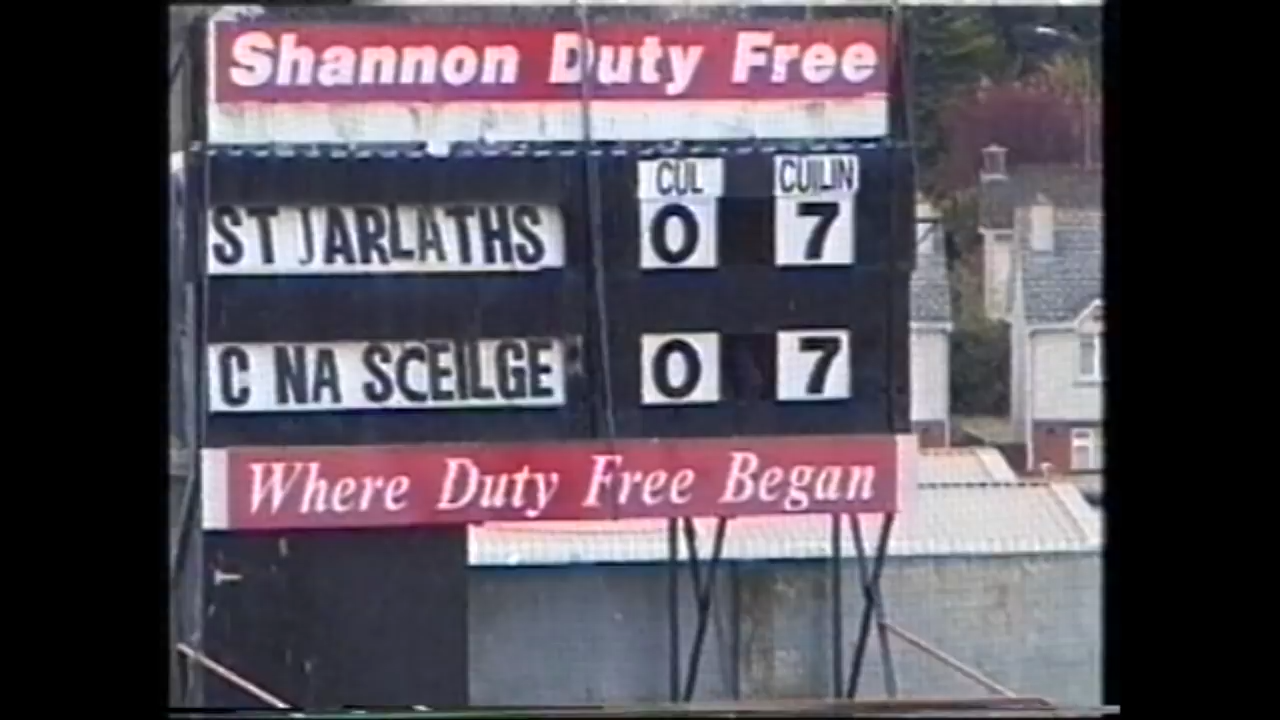 Shannon Duty Free
CUL CUILIN
ST JARLATHS 0 7
C NA SCEILGE 0 7
Where Duty Free Began